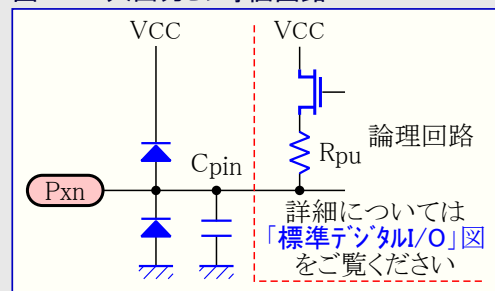 VCC
VCC
Cpin
Rpu
論理回路
Pxn
詳細については
「標準デジタルI/O」図
をご覧ください